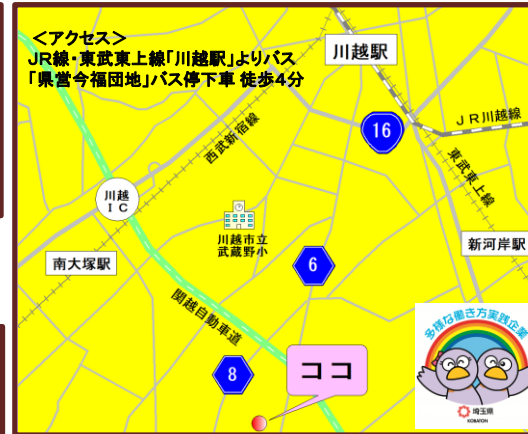 ＜アクセス＞
JR線・東武東上線「川越駅」よりバス
「県営今福団地」バス停下車 徒歩4分
川越駅
16
JR川越線
西武新宿線
東武東上線
川越
IC
川越市立
武蔵野小
新河岸駅
南大塚駅
6
関越自動車道
8
ココ
多様な働き方実践企業
埼玉県
KOBATON